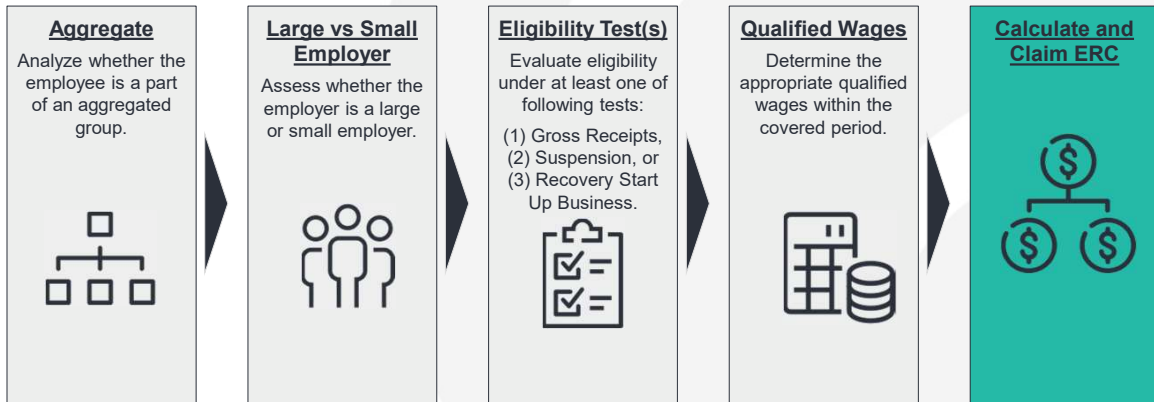 Aggregate
Analyze whether the
employee is a part
of an aggregated
group.
Large vs Small
Employer
Assess whether the
employer is a large
or small employer.
Eligibility Test(s)
Evaluate eligibility
under at least one of
following tests:
(1) Gross Receipts,
(2) Suspension, or
(3) Recovery Start
Up Business.
Qualified Wages
Determine the
appropriate qualified
wages within the
covered period.
Calculate and
Claim ERC
$
$ $